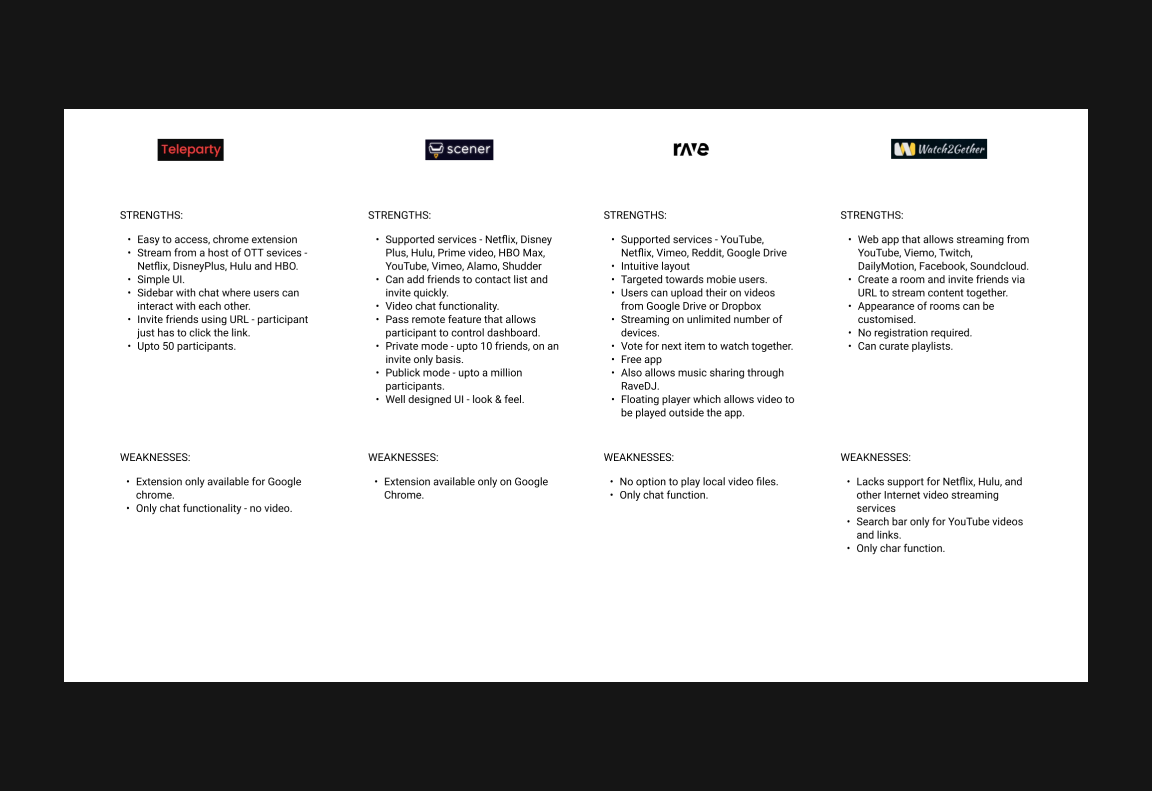 Teleparty
STRENGTHS:
• Easy to access, chrome extension
• Stream from a host of OTT sevices -
Netflix, DisneyPlus, Hulu and HBO.
• Simple UI.
• Sidebar with chat where users can
interact with each other.
• Invite friends using URL - participant
just has to click the link.
• Upto 50 participants.
WEAKNESSES:
• Extension only available for Google
chrome.
• Only chat functionality - no video.
scener
STRENGTHS:
• Supported services - Netflix, Disney
Plus, Hulu, Prime video, HBO Max,
YouTube, Vimeo, Alamo, Shudder
• Can add friends to contact list and
invite quickly.
• Video chat functionality.
• Pass remote feature that allows
participant to control dashboard.
• Private mode - upto 10 friends, on an
invite only basis.
• Publick mode - upto a million
participants.
• Well designed UI - look & feel.
WEAKNESSES:
• Extension available only on Google
Chrome.
rave
STRENGTHS:
• Supported services - YouTube,
Netflix, Vimeo, Reddit, Google Drive
• Intuitive layout
• Targeted towards mobie users.
• Users can upload their on videos
from Google Drive or Dropbox
• Streaming on unlimited number of
devices.
• Vote for next item to watch together.
• Free app
• Also allows music sharing through
RaveDJ.
• Floating player which allows video to
be played outside the app.
WEAKNESSES:
• No option to play local video files.
• Only chat function.
Watch2Gether
STRENGTHS:
• Web app that allows streaming from
YouTube, Viemo, Twitch,
DailyMotion, Facebook, Soundcloud.
• Create a room and invite friends via
URL to stream content together.
• Appearance of rooms can be
customised.
• No registration required.
• Can curate playlists.
WEAKNESSES:
• Lacks support for Netflix, Hulu, and
other Internet video streaming
services
• Search bar only for YouTube videos
and links.
• Only char function.